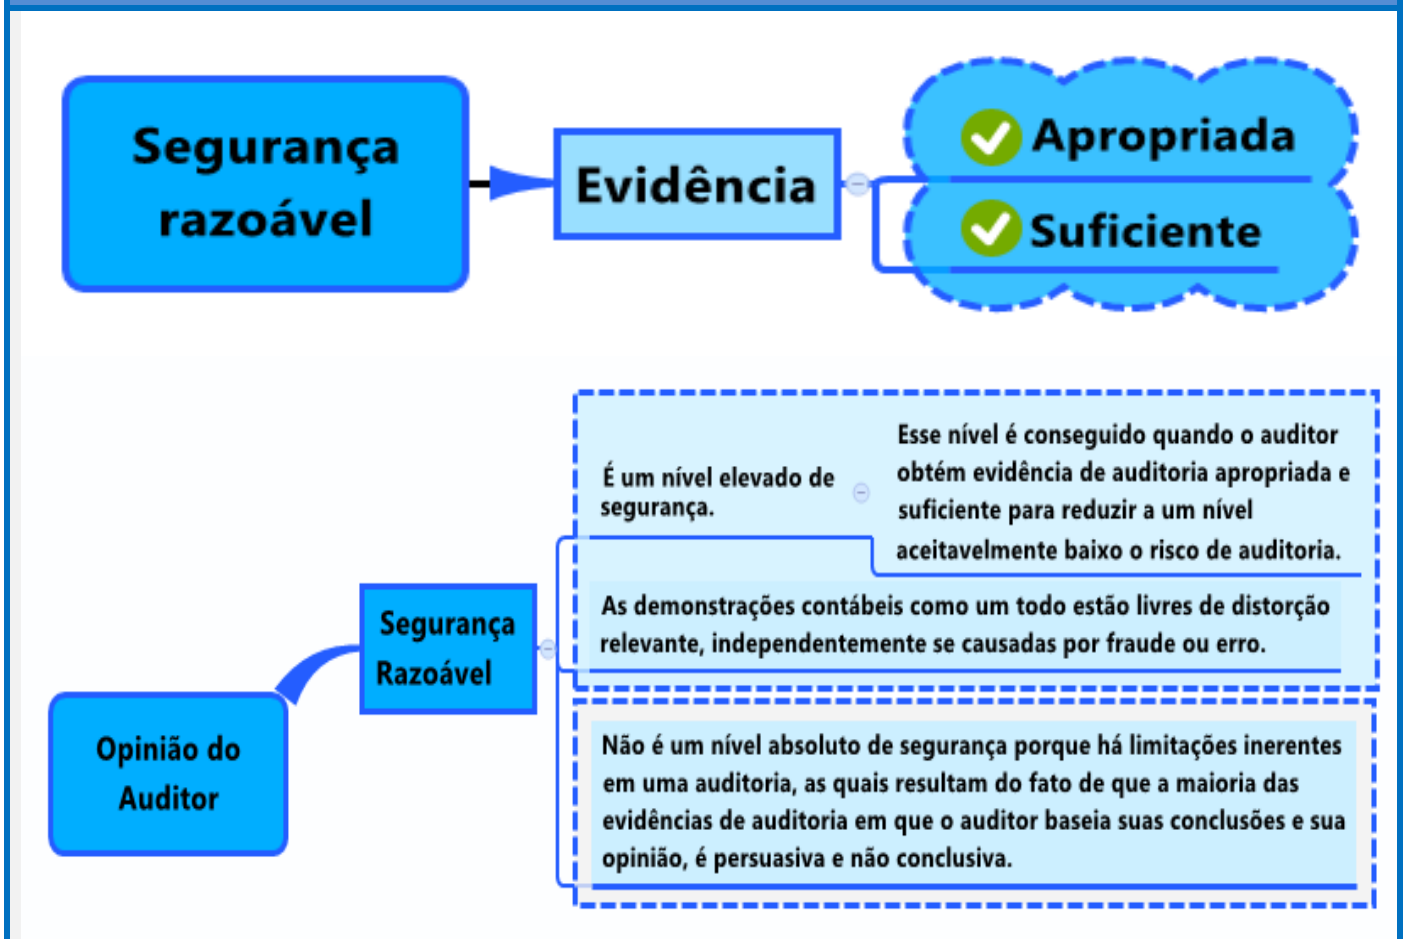 Segurança
razoável
Evidência
Apropriada
Suficiente
É um nível elevado de
segurança.
Esse nível é conseguido quando o auditor
obtém evidência de auditoria apropriada e
suficiente para reduzir a um nível
aceitavelmente baixo o risco de auditoria.
As demonstrações contábeis como um todo estão livres de distorção
relevante, independentemente se causadas por fraude ou erro.
Segurança
Razoável
Opinião do
Auditor
Não é um nível absoluto de segurança porque há limitações inerentes
em uma auditoria, as quais resultam do fato de que a maioria das
evidências de auditoria em que o auditor baseia suas conclusões e sua
opinião, é persuasiva e não conclusiva.